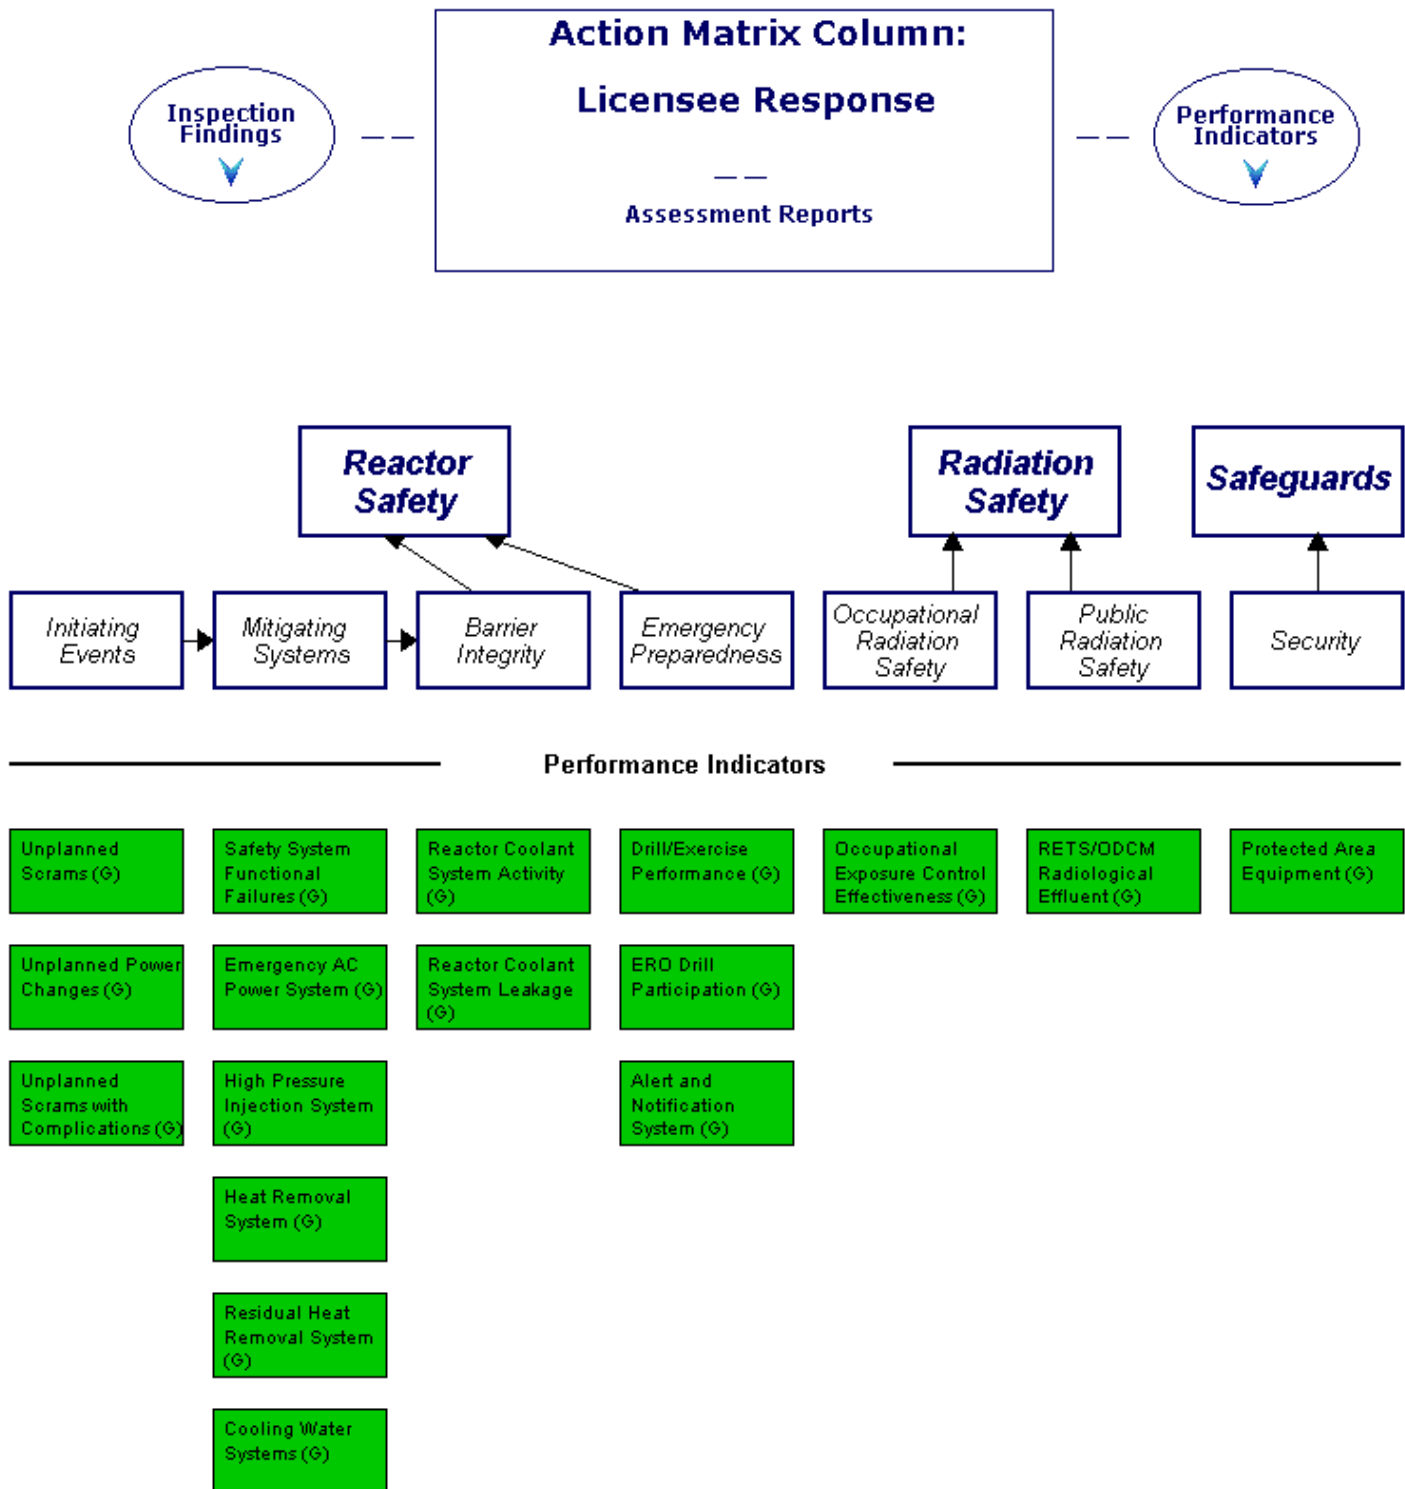 Action Matrix Column:
Licensee Response
— —
Assessment Reports
Inspection
Findings
— —
— —
Performance
Indicators
Reactor
Safety
Radiation
Safety
Safeguards
Initiating
Events
Mitigating
Systems
Barrier
Integrity
Emergency
Preparedness
Occupational
Radiation
Safety
Public
Radiation
Safety
Security
Performance Indicators
Unplanned
Scrams (G)
Safety System
Functional
Failures (G)
Reactor Coolant
System Activity
(G)
Drill/Exercise
Performance (G)
Occupational
Exposure Control
Effectiveness (G)
RETS/ODCM
Radiological
Effluent (G)
Protected Area
Equipment (G)
Unplanned Power
Changes (G)
Emergency AC
Power System (G)
Reactor Coolant
System Leakage
(G)
ERO Drill
Participation (G)
Unplanned
Scrams with
Complications (G)
High Pressure
Injection System
(G)
Alert and
Notification
System (G)
Heat Removal
System (G)
Residual Heat
Removal System
(G)
Cooling Water
Systems (G)